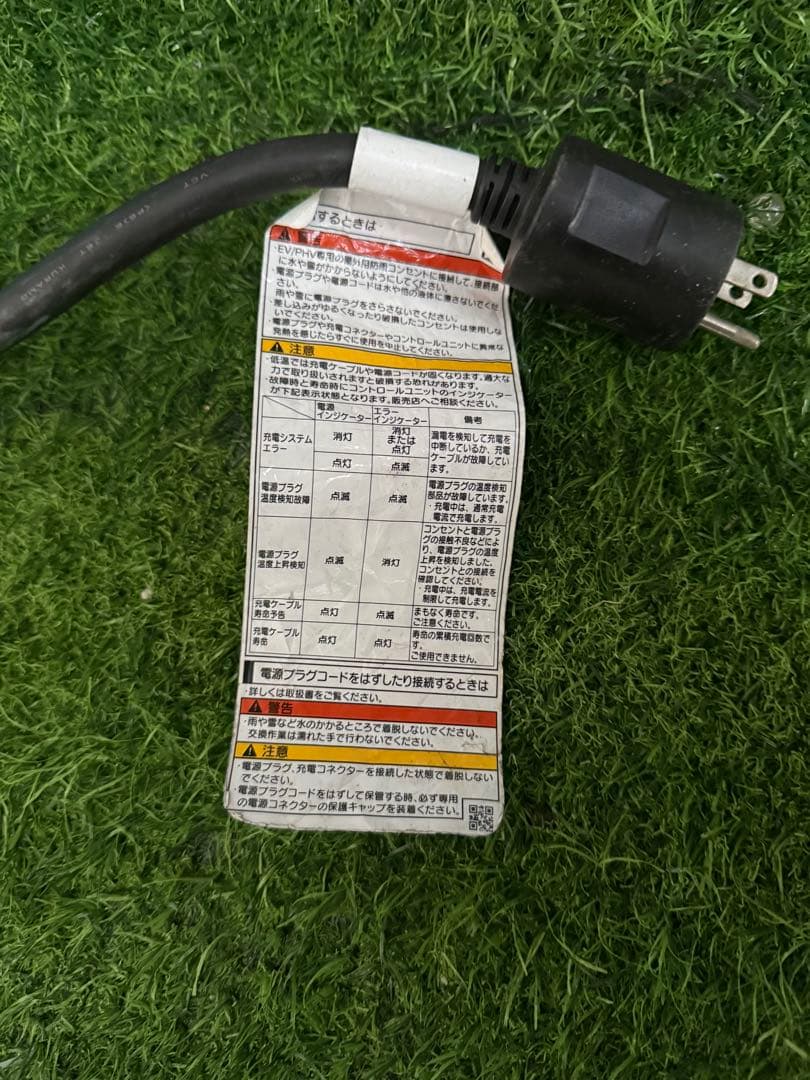 VCT
KURAMO
するときは
警告
・EV/PHV専用の屋外用防雨コンセントに接続して、接続部
に水や雪がかからないようにしてください。
・電源プラグや電源コードは水や他の液体に濡さないでくだ
さい。
・雨や雪に電源プラグをさらさないでください。
・差し込みがゆるくなったり破損したコンセントは使用しな
いでください。
・電源プラグや充電コネクターやコントロールユニットに異常な
発熱を感じたらすぐに使用を中止してください。
注意
・低温では充電ケーブルや電源コードが固くなります。過大な
力で取り扱いされますと破損する恐れがあります。
・故障時と寿命時にコントロールユニットのインジケーター
が下記表示状態となります。販売店へご相談ください。
電源
インジケーター
エラー
インジケーター
備考
充電システム
エラー
消灯
消灯
または
点灯
漏電を検知して充電を
中断しているか、充電
ケーブルが故障してい
ます。
点灯
点滅
電源プラグ
温度検知故障
点滅
点滅
電源プラグの温度検知
部品が故障しています。
・充電中は、通常充電
電流で充電します。
電源プラグ
温度上昇検知
点滅
消灯
コンセントと電源プラ
グの接触不良などによ
り、電源プラグの温度
上昇を検知しました。
コンセントとの接続を
確認してください。
・充電中は、充電電流を
制限して充電します。
充電ケーブル
寿命予告
点灯
点滅
まもなく寿命です。
ご注意ください。
充電ケーブル
寿命
点灯
点灯
寿命の累積充電回数で
す。
ご使用できません。
電源プラグコードをはずしたり接続するときは
・詳しくは取扱書をご覧ください。
警告
・雨や雪など水のかかるところで着脱しないでください。
交換作業は濡れた手で行わないでください。
注意
・電源プラグ、充電コネクターを接続した状態で着脱しない
でください。
・電源プラグコードをはずして保管する時、必ず専用
の電源コネクターの保護キャップを装着ください。